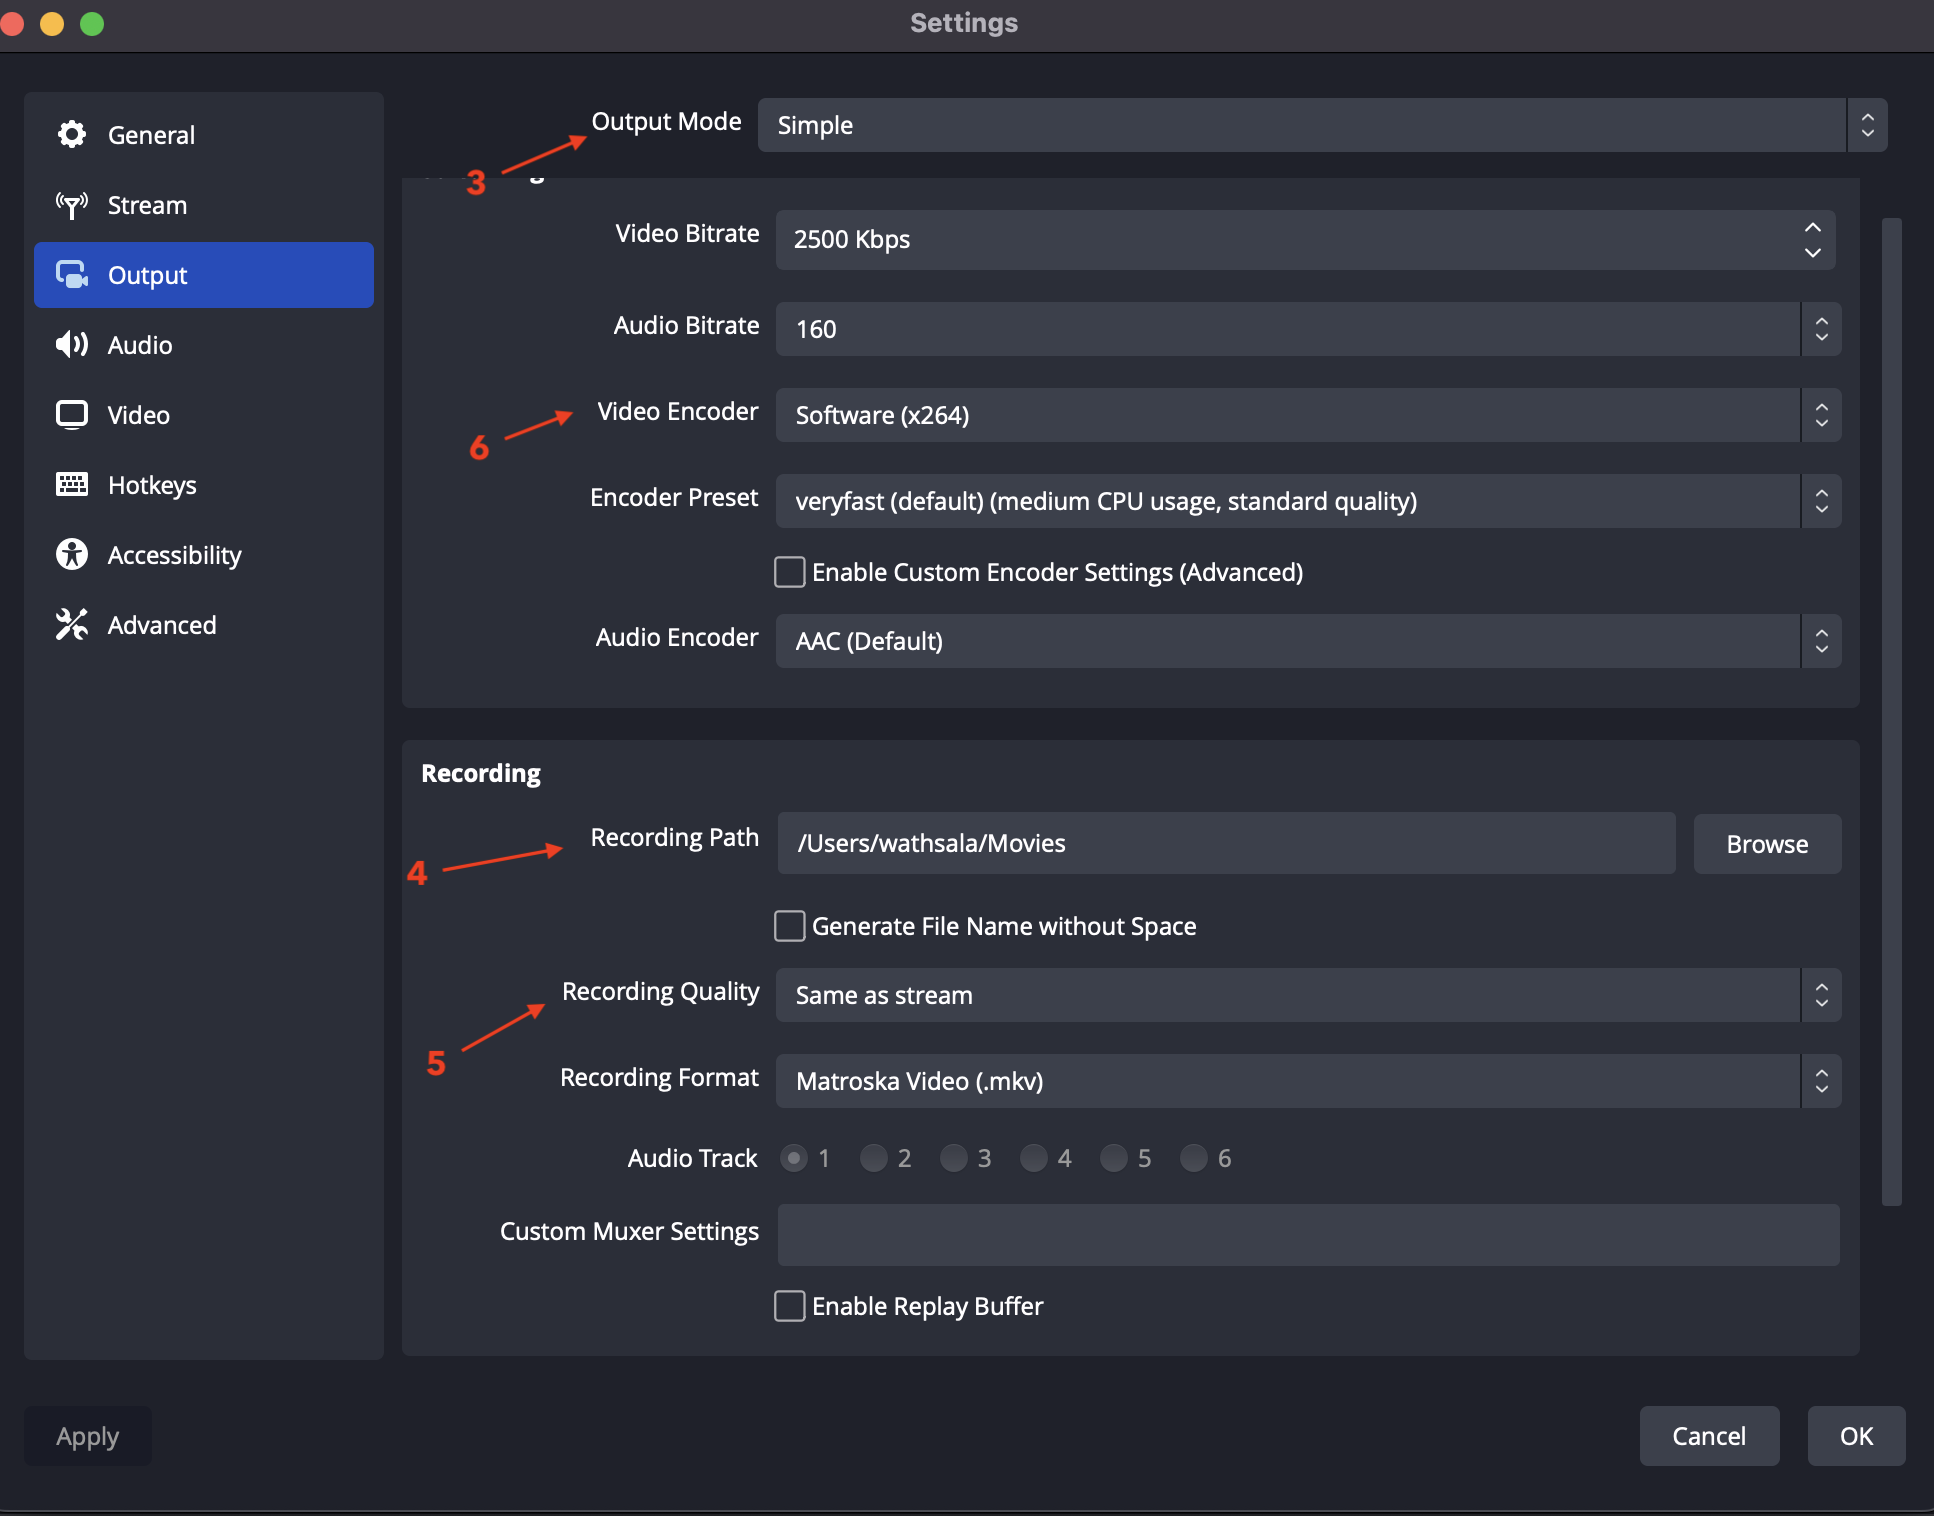 Settings
General
Stream
Output
Audio
Video
Hotkeys
Accessibility
Advanced
Output Mode Simple
3
Video Bitrate 2500 Kbps
Audio Bitrate 160
Video Encoder Software (x264)
6
Encoder Preset veryfast (default) (medium CPU usage, standard quality)
Enable Custom Encoder Settings (Advanced)
Audio Encoder AAC (Default)
Recording
Recording Path /Users/wathsala/Movies Browse
4
Generate File Name without Space
Recording Quality Same as stream
5
Recording Format Matroska Video (.mkv)
Audio Track 1 2 3 4 5 6
Custom Muxer Settings
Enable Replay Buffer
Apply Cancel OK